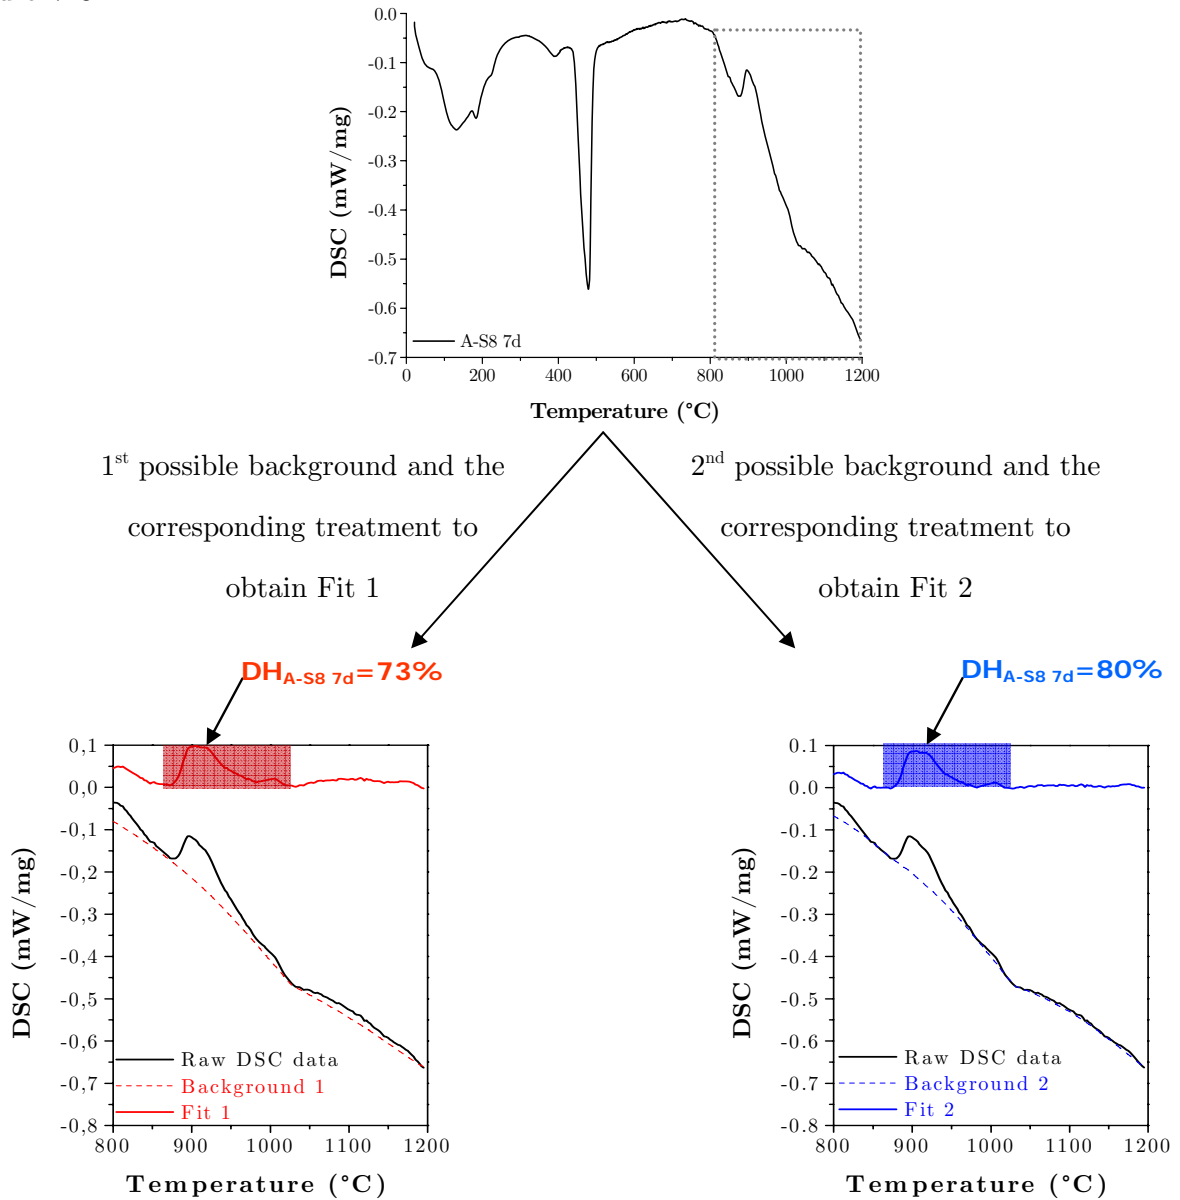 0.0
-0.1
-0.2
-0.3
-0.4
-0.5
-0.6
-0.7
DSC (mW/mg)
A-S8 7d
0 200 400 600 800 1000 1200
Temperature (°C)
1st possible background and the
corresponding treatment to
obtain Fit 1
2nd possible background and the
corresponding treatment to
obtain Fit 2
DHA-S8 7d=73%
0,1
0,0
-0,1
-0,2
-0,3
-0,4
-0,5
-0,6
-0,7
-0,8
DSC (mW/mg)
Raw DSC data
Background 1
Fit 1
800 900 1000 1200
Temperature (°C)
DHA-S8 7d=80%
0.1
0.0
-0.1
-0.2
-0.3
-0.4
-0.5
-0.6
-0.7
-0.8
DSC (mW/mg)
Raw DSC data
Background 2
Fit 2
800 900 1000 1100 1200
Temperature (°C)